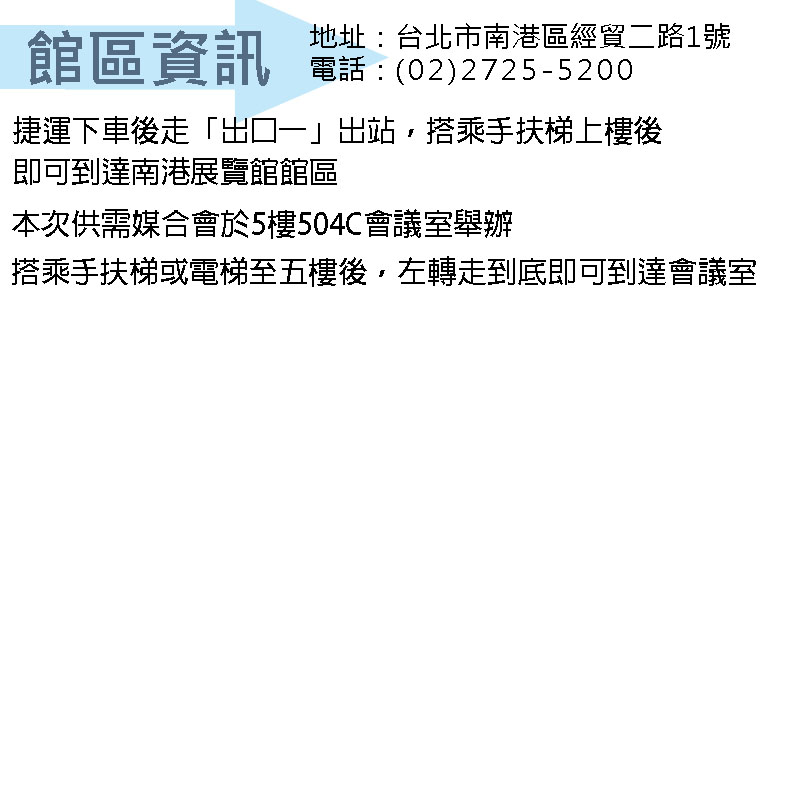 館區資訊
地址：台北市南港區經貿二路1號
電話：(02)2725-5200
捷運下車後走「出口一」出站，搭乘手扶梯上樓後
即可到達南港展覽館館區
本次供需媒合會於5樓504C會議室舉辦
搭乘手扶梯或電梯至五樓後，左轉走到底即可到達會議室